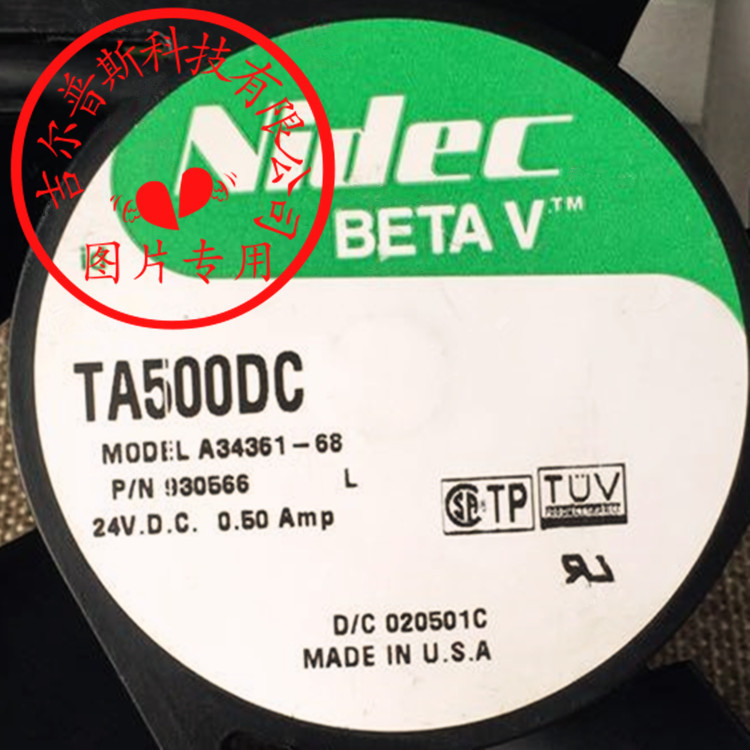 吉尔普斯科技有限公司
图片专用
Nidec
BETA V™
TA500DC
MODEL A34361-68
P/N 930566 L
24V.D.C. 0.50 Amp
TP
TÜV
D/C 020501C
MADE IN U.S.A